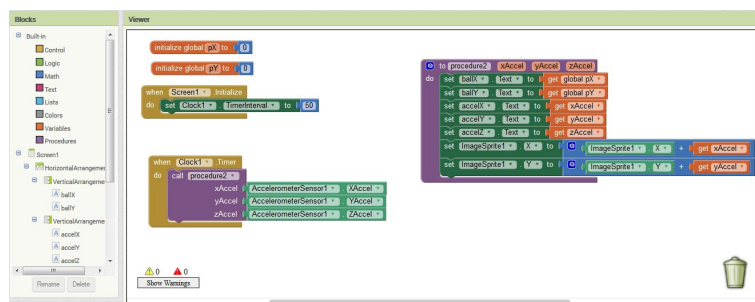 Blocks
Viewer
Built-in
Control
Logic
Math
Text
Lists
Colors
Variables
Procedures
Screen1
HorizontalArrangeme
VerticalArrangeme
ballX
ballY
VerticalArrangeme
accelX
accelY
accelZ
Rename Delete
initialize global pX to 0
initialize global pY to 0
when Screen1 .Initialize
do set Clock1 . TimerInterval to 50
when Clock1 .Timer
do call procedure2
xAccel AccelerometerSensor1 . XAccel
yAccel AccelerometerSensor1 . YAccel
zAccel AccelerometerSensor1 . ZAccel
to procedure2 xAccel yAccel zAccel
do set ballX . Text to get global pX
set ballY . Text to get global pY
set accelX . Text to get xAccel
set accelY . Text to get yAccel
set accelZ . Text to get zAccel
set ImageSprite1 . X to ImageSprite1 . X + get xAccel
set ImageSprite1 . Y to ImageSprite1 . Y + get yAccel
0 0
Show Warnings